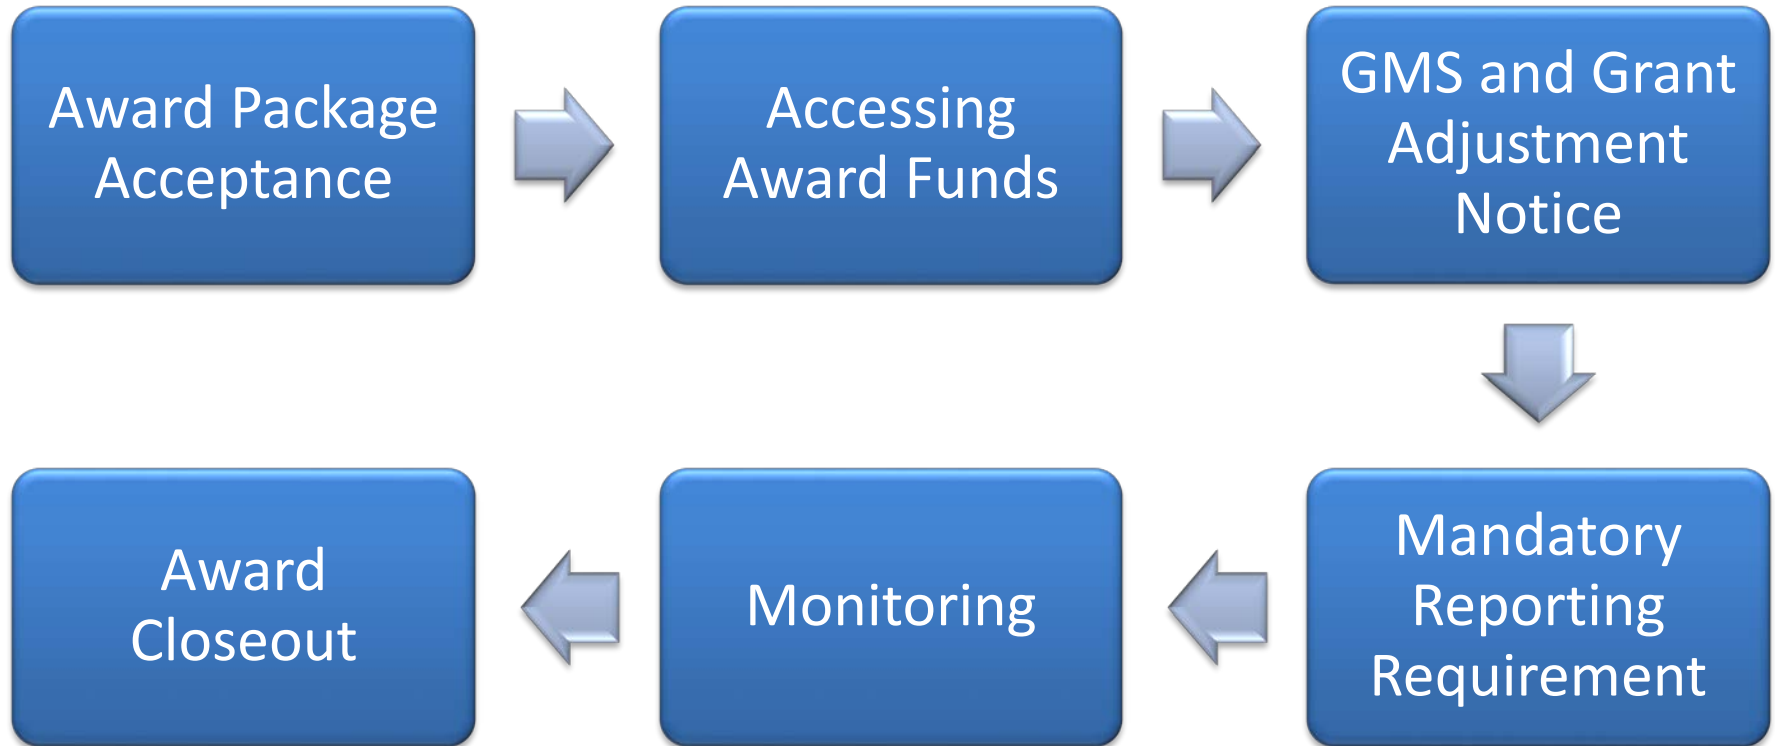 Award Package
Acceptance
Accessing
Award Funds
GMS and Grant
Adjustment
Notice
Mandatory
Reporting
Requirement
Monitoring
Award
Closeout